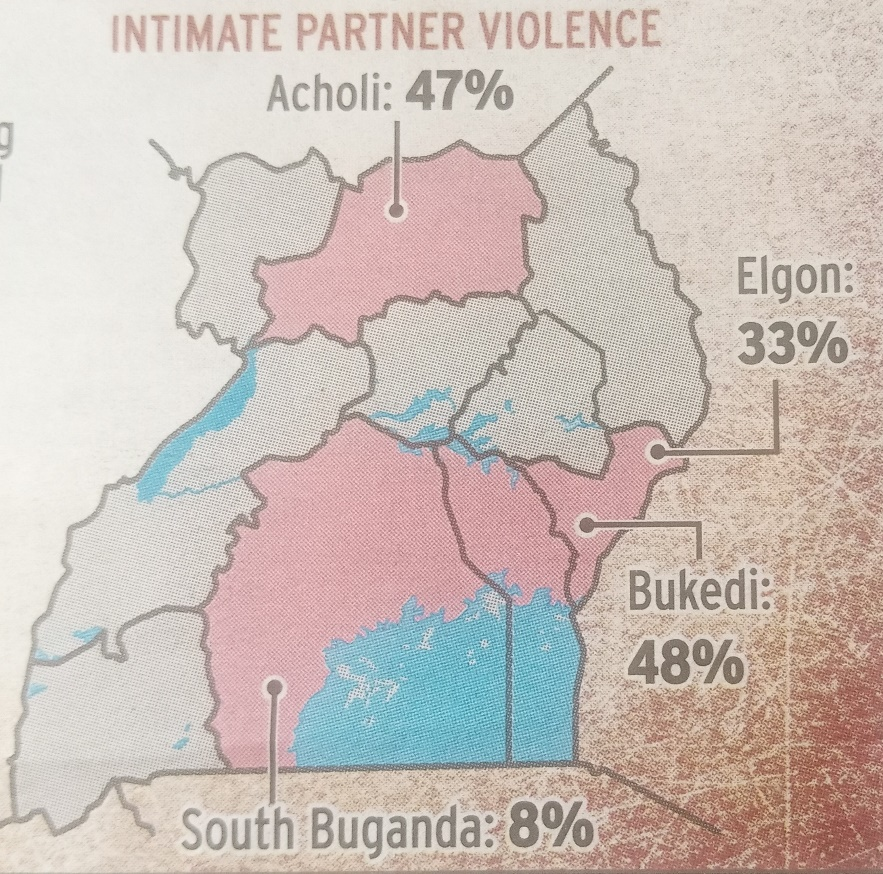 INTIMATE PARTNER VIOLENCE
Acholi: 47%
g
Elgon:
33%
Bukedi:
48%
South Buganda: 8%